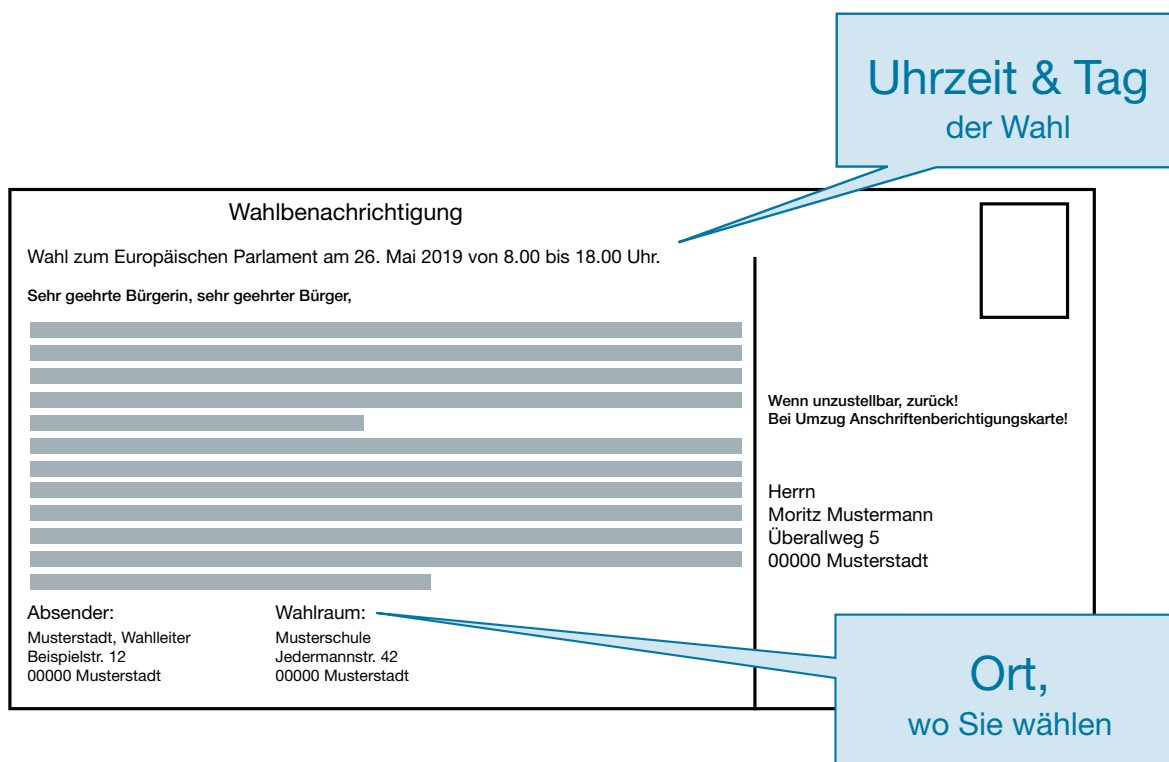 Uhrzeit & Tag
der Wahl
Wahlbenachrichtigung
Wahl zum Europäischen Parlament am 26. Mai 2019 von 8.00 bis 18.00 Uhr.
Sehr geehrte Bürgerin, sehr geehrter Bürger,
Wenn unzustellbar, zurück!
Bei Umzug Anschriftenberichtigungskarte!
Herrn
Moritz Mustermann
Überallweg 5
00000 Musterstadt
Absender:
Musterstadt, Wahlleiter
Beispielstr. 12
00000 Musterstadt
Wahlraum:
Musterschule
Jedermannstr. 42
00000 Musterstadt
Ort,
wo Sie wählen